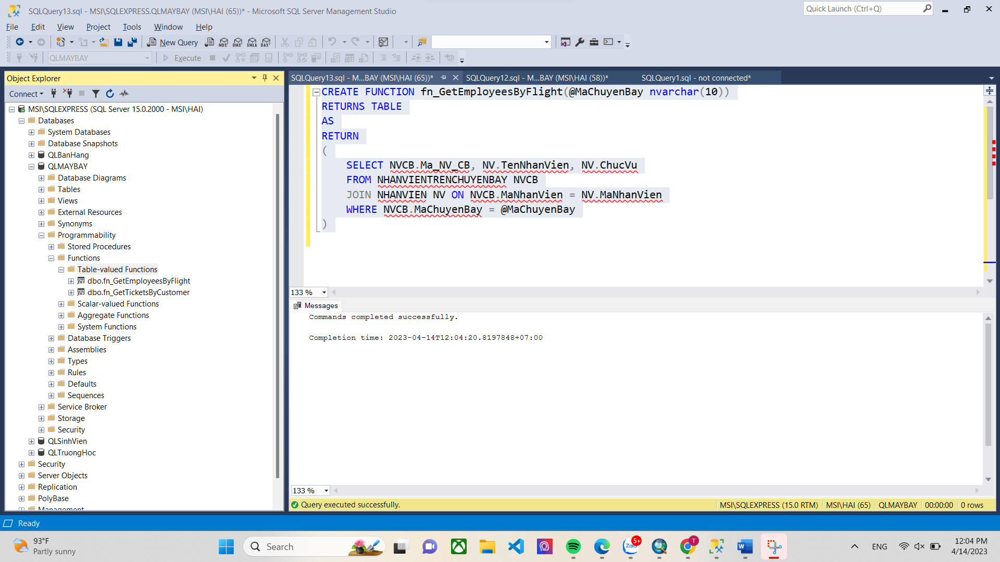 SQLQuery13.sql - MSI\SQLEXPRESS.QLMAYBAY (MSI\HAI (65))* - Microsoft SQL Server Management Studio
Quick Launch (Ctrl+Q)
File Edit View Project Tools Window Help
New Query MDX DMX XMLA DAX
QLMAYBAY Execute
Object Explorer
Connect
MSI\SQLEXPRESS (SQL Server 15.0.2000 - MSI\HAI)
Databases
System Databases
Database Snapshots
QLBanHang
QLMAYBAY
Database Diagrams
Tables
Views
External Resources
Synonyms
Programmability
Stored Procedures
Functions
Table-valued Functions
dbo.fn_GetEmployeesByFlight
dbo.fn_GetTicketsByCustomer
Scalar-valued Functions
Aggregate Functions
System Functions
Database Triggers
Assemblies
Types
Rules
Defaults
Sequences
Service Broker
Storage
Security
QLSinhVien
QLTruongHoc
Security
Server Objects
Replication
PolyBase
Management
SQLQuery13.sql - M...BAY (MSI\HAI (65))* SQLQuery12.sql - M...BAY (MSI\HAI (58))* SQLQuery1.sql - not connected*
CREATE FUNCTION fn_GetEmployeesByFlight(@MaChuyenBay nvarchar(10))
RETURNS TABLE
AS
RETURN
(
SELECT NVCB.Ma_NV_CB, NV.TenNhanVien, NV.ChucVu
FROM NHANVIENTRENCHUYENBAY NVCB
JOIN NHANVIEN NV ON NVCB.MaNhanVien = NV.MaNhanVien
WHERE NVCB.MaChuyenBay = @MaChuyenBay
)
133 %
Messages
Commands completed successfully.
Completion time: 2023-04-14T12:04:20.8197848+07:00
133 %
Query executed successfully. MSI\SQLEXPRESS (15.0 RTM) MSI\HAI (65) QLMAYBAY 00:00:00 0 rows
Ready
93°F
Partly sunny
Search
Zalo
5+
T
ENG
12:04 PM
4/14/2023